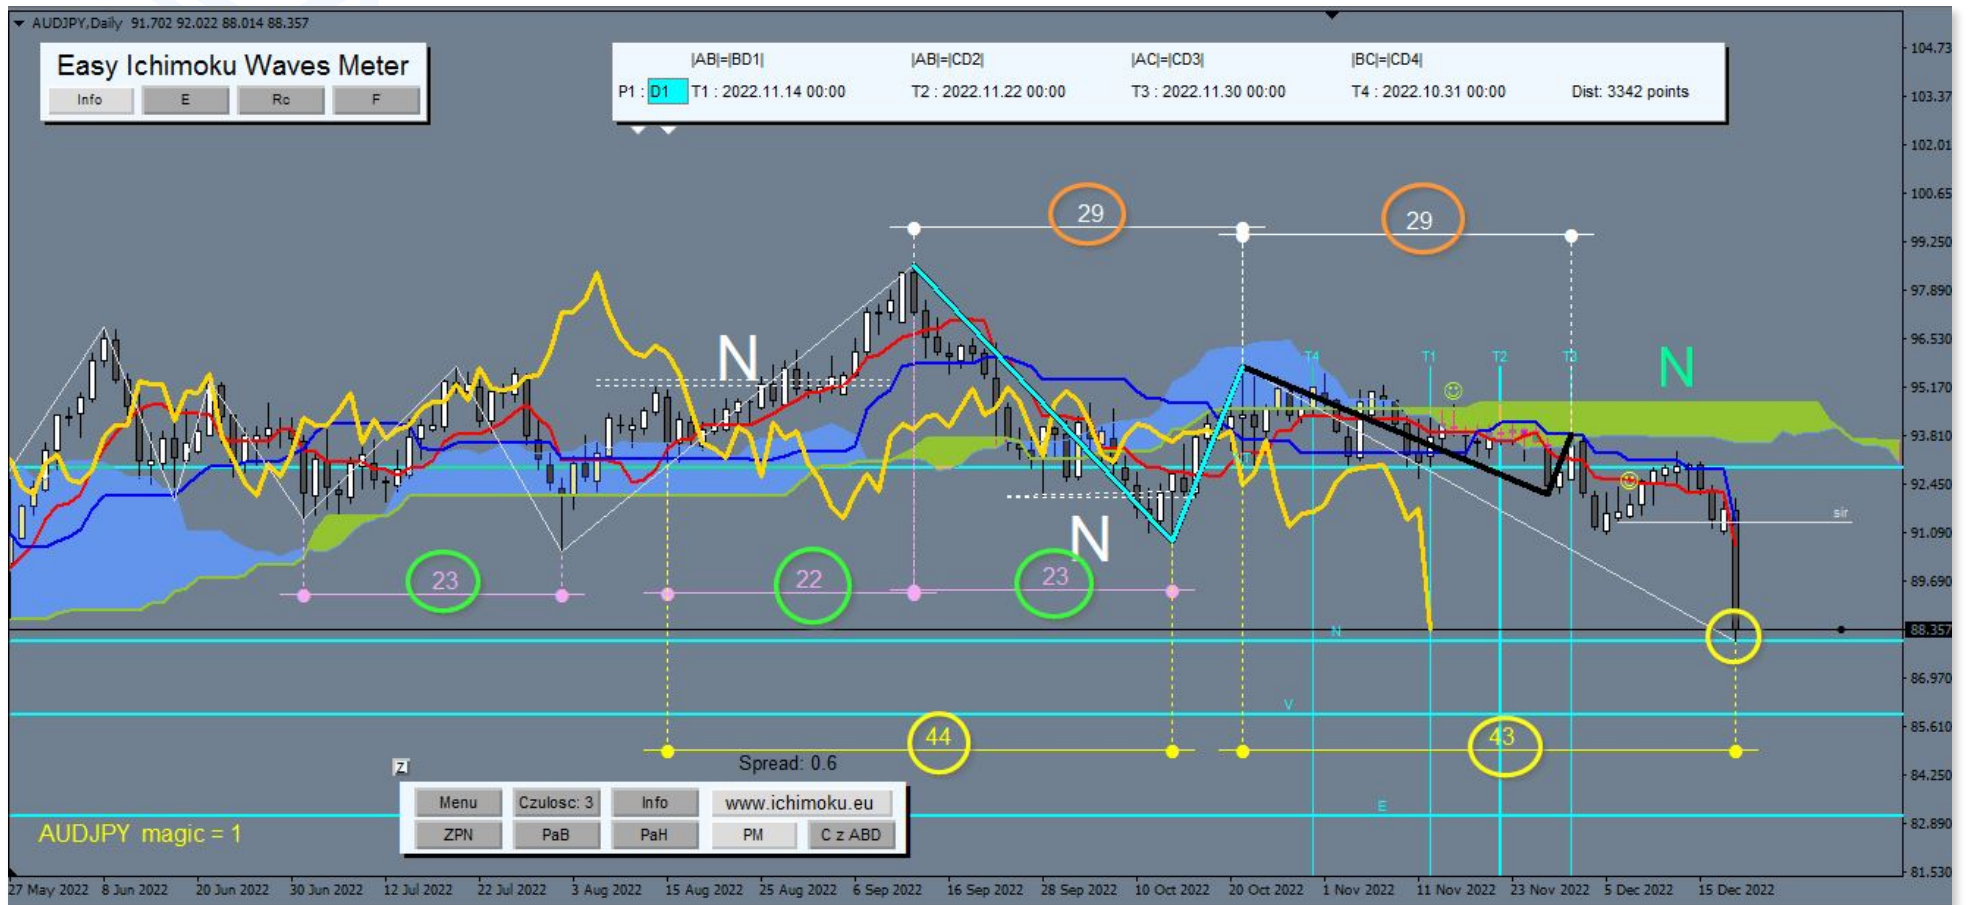 AUDJPY,Daily 91.702 92.022 88.014 88.357
Easy Ichimoku Waves Meter
Info E Rc F
|AB|=|BD1| |AB|=|CD2| |AC|=|CD3| |BC|=|CD4|
P1 : D1 T1 : 2022.11.14 00:00 T2 : 2022.11.22 00:00 T3 : 2022.11.30 00:00 T4 : 2022.10.31 00:00 Dist: 3342 points
104.73
103.37
102.01
100.65
99.250
97.890
96.530
95.170
93.810
92.450
91.090
89.690
88.357
86.970
85.610
84.250
82.890
81.530
29 29
N N
T4 T1 T2 T3
N
sir
23 22 23
N
V
44 43
E
Z
Spread: 0.6
Menu Czulosc: 3 Info www.ichimoku.eu
ZPN PaB PaH PM C z ABD
AUDJPY magic = 1
27 May 2022 8 Jun 2022 20 Jun 2022 30 Jun 2022 12 Jul 2022 22 Jul 2022 3 Aug 2022 15 Aug 2022 25 Aug 2022 6 Sep 2022 16 Sep 2022 28 Sep 2022 10 Oct 2022 20 Oct 2022 1 Nov 2022 11 Nov 2022 23 Nov 2022 5 Dec 2022 15 Dec 2022